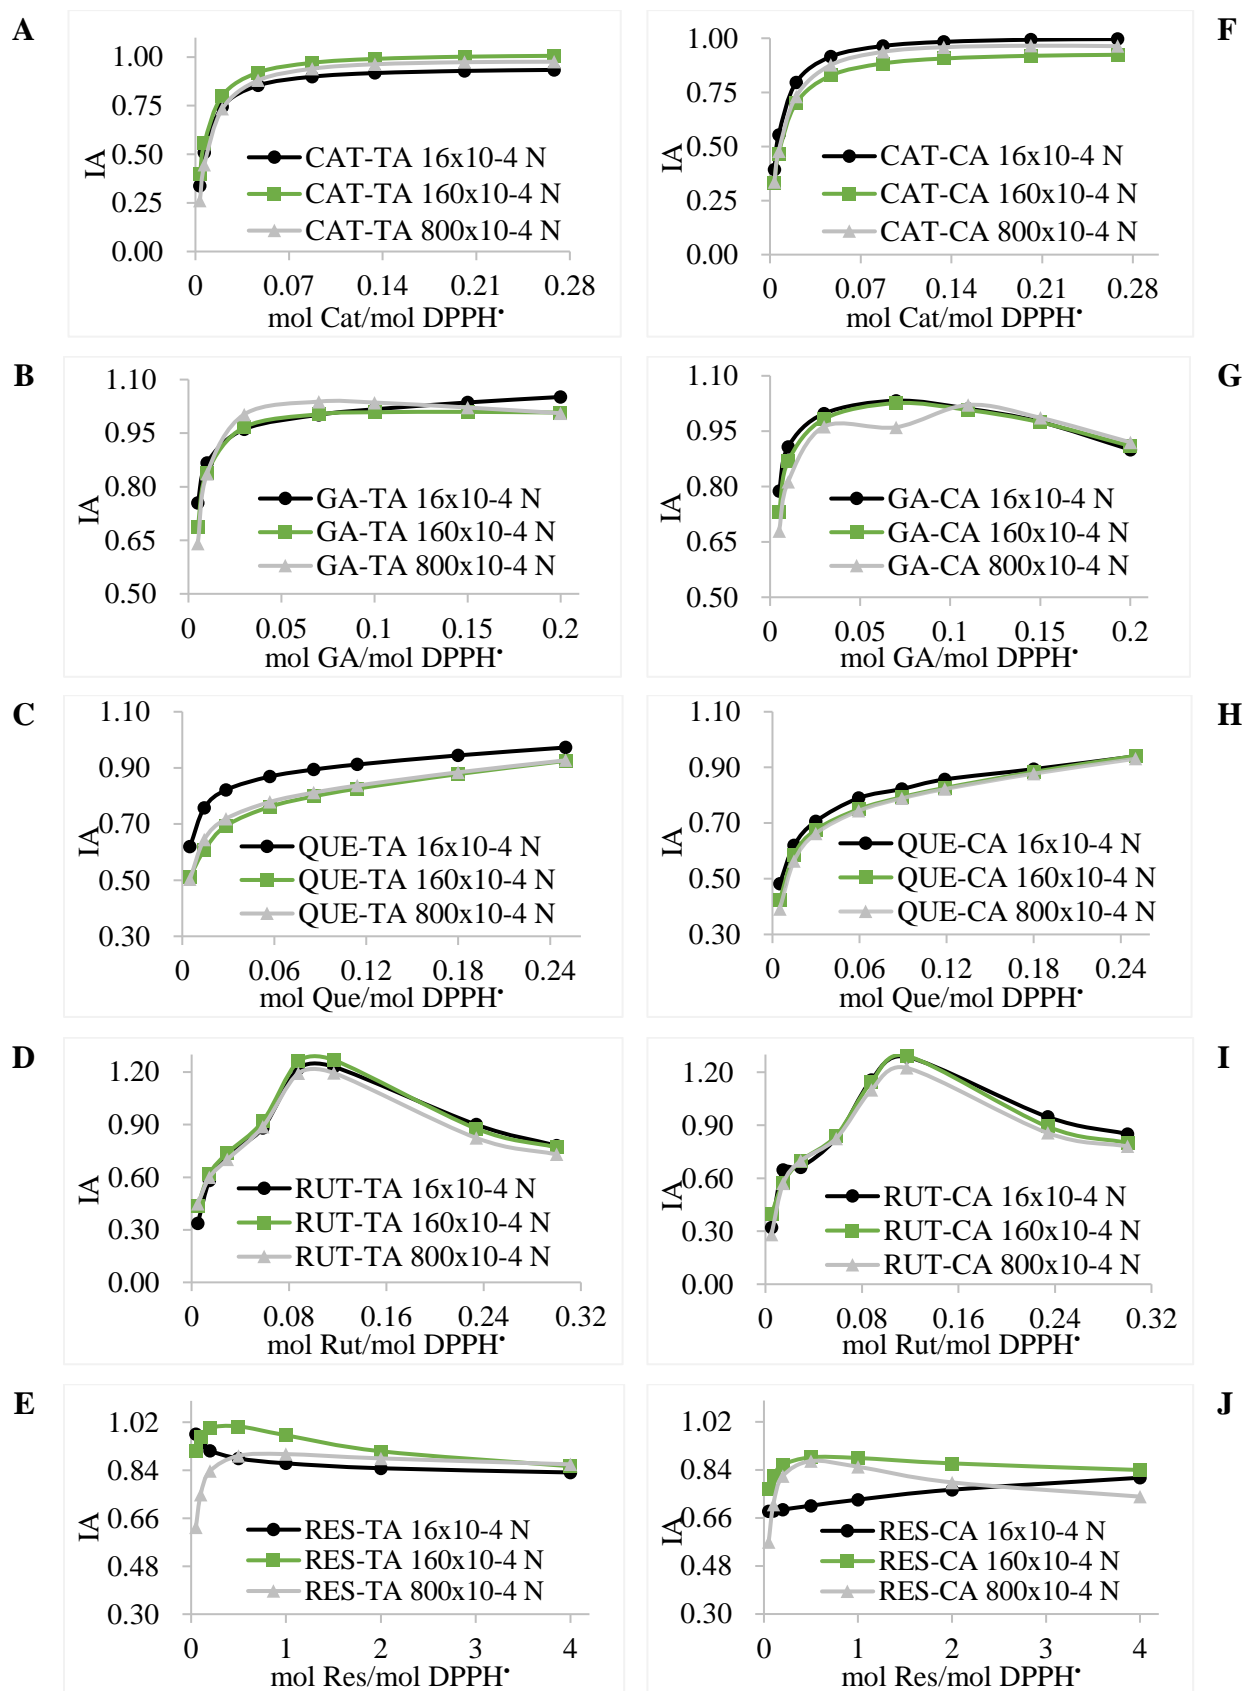 A
1.00
0.75
0.50
0.25
0.00
IA
CAT-TA 16x10-4 N
CAT-TA 160x10-4 N
CAT-TA 800x10-4 N
0 0.07 0.14 0.21 0.28
mol Cat/mol DPPH•
F
1.00
0.75
0.50
0.25
0.00
IA
CAT-CA 16x10-4 N
CAT-CA 160x10-4 N
CAT-CA 800x10-4 N
0 0.07 0.14 0.21 0.28
mol Cat/mol DPPH•
B
1.10
0.95
0.80
0.65
0.50
IA
GA-TA 16x10-4 N
GA-TA 160x10-4 N
GA-TA 800x10-4 N
0 0.05 0.1 0.15 0.2
mol GA/mol DPPH•
G
1.10
0.95
0.80
0.65
0.50
IA
GA-CA 16x10-4 N
GA-CA 160x10-4 N
GA-CA 800x10-4 N
0 0.05 0.1 0.15 0.2
mol GA/mol DPPH•
C
1.10
0.90
0.70
0.50
0.30
IA
QUE-TA 16x10-4 N
QUE-TA 160x10-4 N
QUE-TA 800x10-4 N
0 0.06 0.12 0.18 0.24
mol Que/mol DPPH•
H
1.10
0.90
0.70
0.50
0.30
IA
QUE-CA 16x10-4 N
QUE-CA 160x10-4 N
QUE-CA 800x10-4 N
0 0.06 0.12 0.18 0.24
mol Que/mol DPPH•
D
1.20
0.90
0.60
0.30
0.00
IA
RUT-TA 16x10-4 N
RUT-TA 160x10-4 N
RUT-TA 800x10-4 N
0 0.08 0.16 0.24 0.32
mol Rut/mol DPPH•
I
1.20
0.90
0.60
0.30
0.00
IA
RUT-CA 16x10-4 N
RUT-CA 160x10-4 N
RUT-CA 800x10-4 N
0 0.08 0.16 0.24 0.32
mol Rut/mol DPPH•
E
1.02
0.84
0.66
0.48
0.30
IA
RES-TA 16x10-4 N
RES-TA 160x10-4 N
RES-TA 800x10-4 N
0 1 2 3 4
mol Res/mol DPPH•
J
1.02
0.84
0.66
0.48
0.30
IA
RES-CA 16x10-4 N
RES-CA 160x10-4 N
RES-CA 800x10-4 N
0 1 2 3 4
mol Res/mol DPPH•